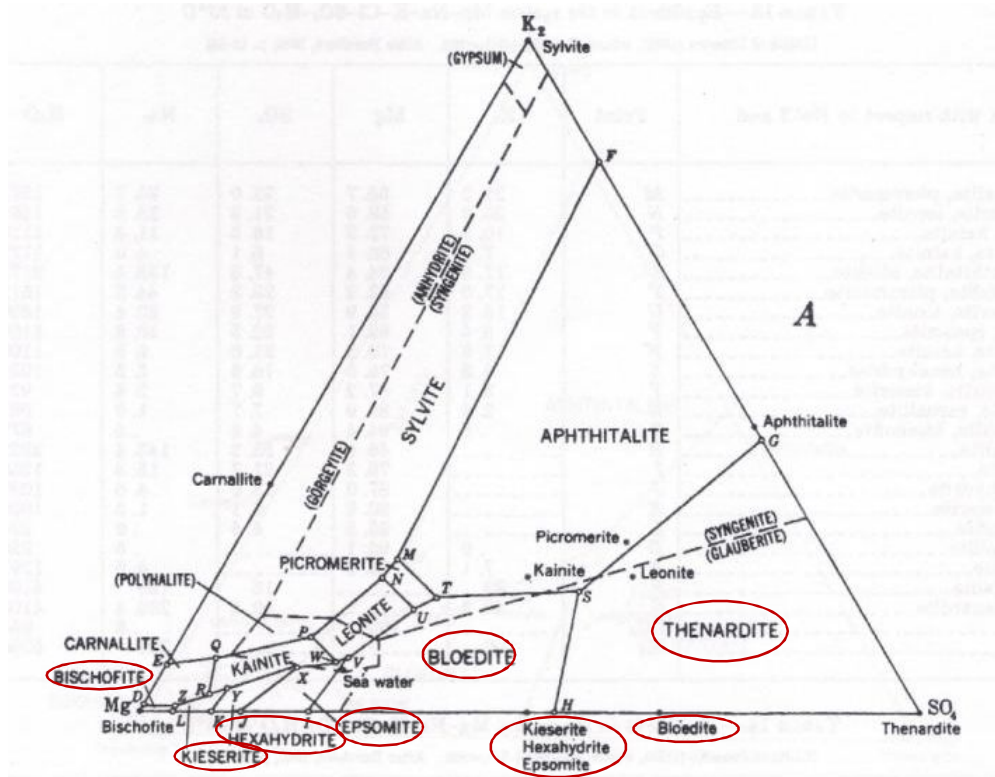 K₂
Sylvite
(GYPSUM)
F
(ANHYDRITE)
(SYNGENITE)
A
SYLVITE
APHTHITALITE
Aphthitalite
G
Carnallite
(GÖRGEYITE)
(SYNGENITE)
(GLAUBERITE)
Picromerite
M
PICROMERITE
N
Kainite
Leonite
(POLYHALITE)
T
S
LEONITE
U
P
THENARDITE
CARNALLITE
E
Q
KAINITE
W
V
BLOEDITE
BISCHOFITE
X
Sea water
R
Y
Mg
D
Z
L
K
J
I
H
SO₄
Bischofite
HEXAHYDRITE
EPSOMITE
Kieserite
Hexahydrite
Epsomite
Bloedite
Thenardite
KIESERITE